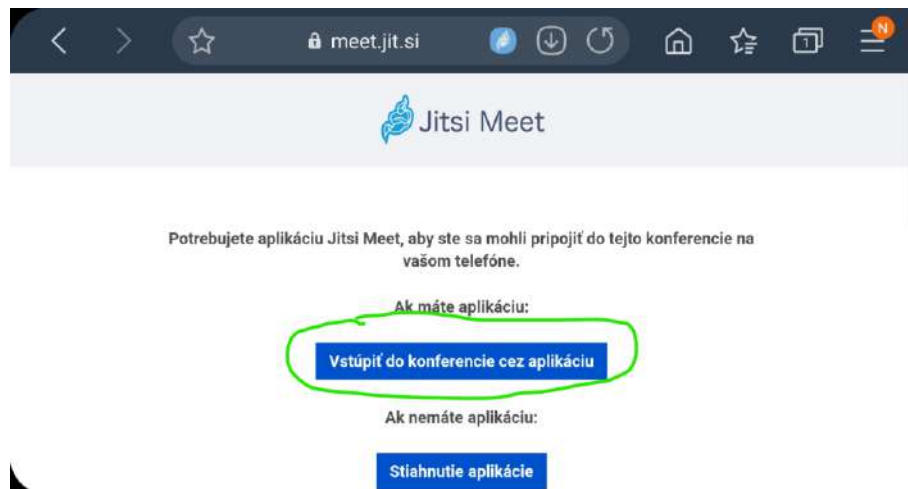 meet.jit.si
1
N
Jitsi Meet
Potrebujete aplikáciu Jitsi Meet, aby ste sa mohli pripojiť do tejto konferencie na
vašom telefóne.
Ak máte aplikáciu:
Vstúpiť do konferencie cez aplikáciu
Ak nemáte aplikáciu:
Stiahnutie aplikácie